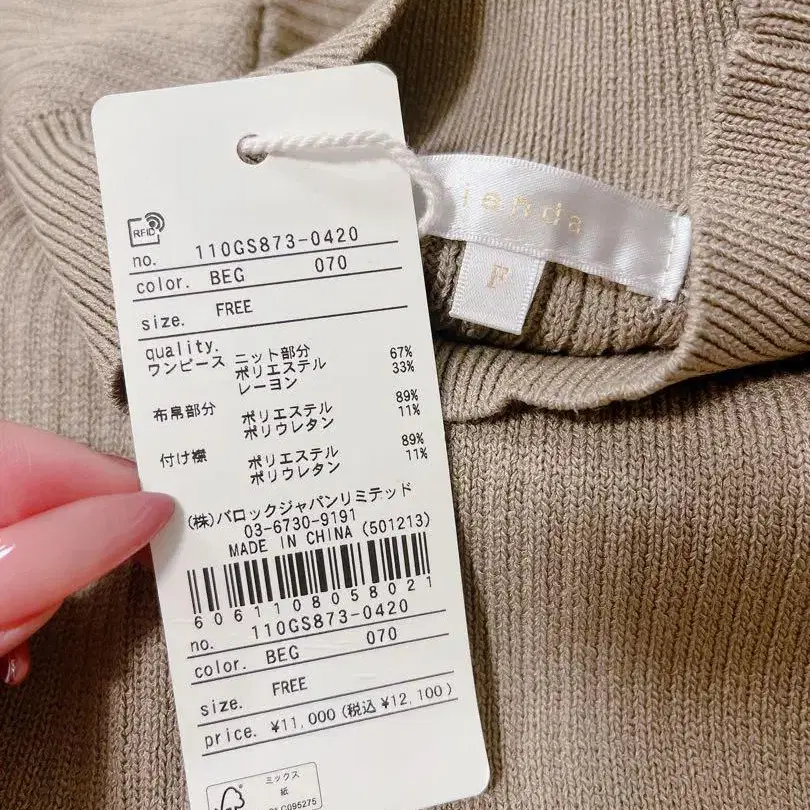 RFID
no. 110GS873-0420
color. BEG 070
size. FREE
quality.
ワンピース ニット部分
ポリエステル 67%
レーヨン 33%
布帛部分 ポリエステル 89%
ポリウレタン 11%
付け襟 ポリエステル 89%
ポリウレタン 11%
(株)バロックジャパンリミテッド
03-6730-9191
MADE IN CHINA (501213)
6061108058021
no. 110GS873-0420
color. BEG 070
size. FREE
price. ¥11,000 (税込 ¥12,100)
ミックス
紙
C095275
ienda
F